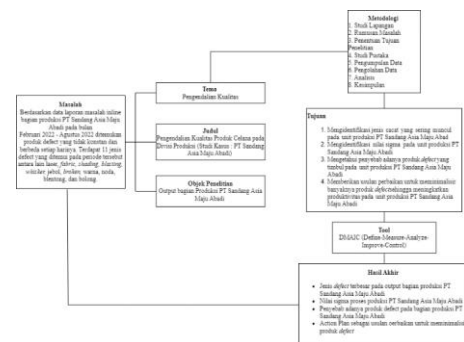 Masalah
Berdasarkan data laporan masalah inline
bagian produksi PT Sandang Asia Maju
Abadi pada bulan
Februari 2022 - Agustus 2022 ditemukan
produk defect yang tidak konstan dan
berbeda setiap harinya. Terdapat 11 jenis
defect yang ditemui pada periode tersebut
antara lain laser, fabric, shading, blasting,
whisker, jebol, broken, warna, noda,
blentong, dan bolong.
Tema
Pengendalian Kualitas
Judul
Pengendalian Kualitas Produk Celana pada
Divisi Produksi (Studi Kasus : PT Sandang
Asia Maju Abadi)
Objek Penelitian
Output bagian Produksi PT Sandang Asia
Maju Abadi
Metodologi
1. Studi Lapangan
2. Rumusan Masalah
3. Penentuan Tujuan
Penelitian
4. Studi Pustaka
5. Pengumpulan Data
6. Pengolahan Data
7. Analisis
8. Kesimpulan
Tujuan
1. Mengidentifikasi jenis cacat yang sering muncul
pada unit produksi PT Sandang Asia Maju Abad
2. Mengidentifikasi nilai sigma pada unit produksi PT
Sandang Asia Maju Abadi
3. Mengetahui penyebab adanya produk defect yang
timbul pada unit produksi PT Sandang Asia Maju
Abadi
4. Memberikan usulan perbaikan untuk meminimalisir
banyaknya produk defect sehingga meningkatkan
produktivitas pada unit produksi PT Sandang Asia
Maju Abadi
Tool
DMAIC (Define-Measure-Analyze-
Improve-Control)
Hasil Akhir
• Jenis defect terbesar pada output bagian produksi PT
Sandang Asia Maju Abadi
• Nilai sigma proses produksi PT Sandang Asia Maju Abadi
• Penyebab adanya produk defect pada bagian produksi PT
Sandang Asia Maju Abadi
• Action Plan sebagai usulan perbaikan untuk meminimalisir
produk defect